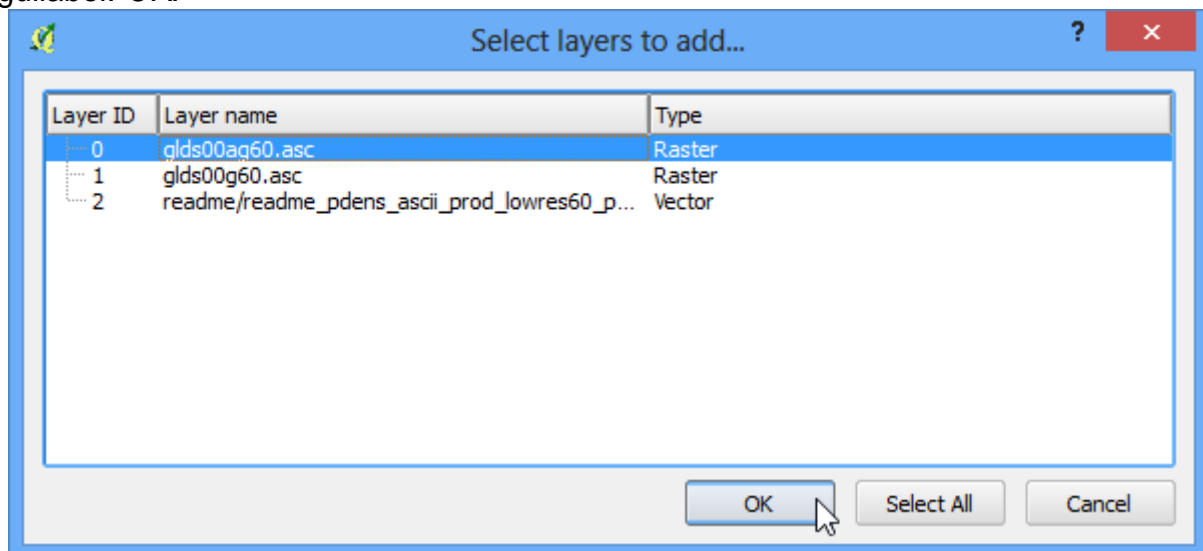 Select layers to add...
?
×
Layer ID Layer name Type
0 glds00ag60.asc Raster
1 glds00g60.asc Raster
2 readme/readme_pdens_ascii_prod_lowres60_p... Vector
OK Select All Cancel